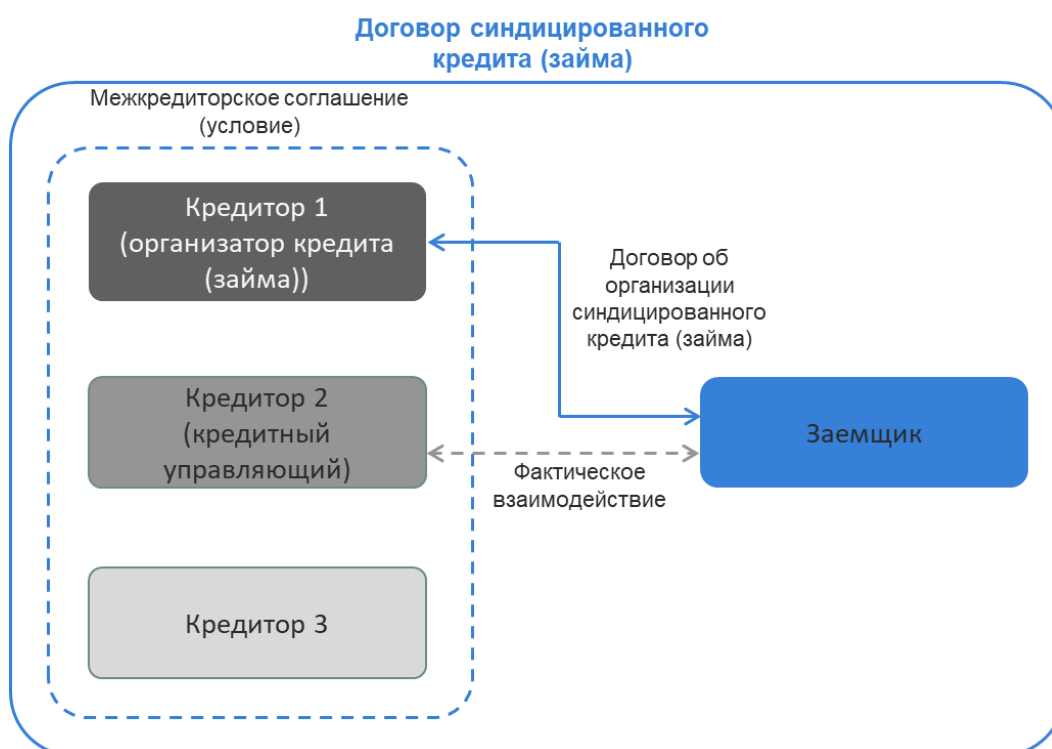 Договор синдицированного
кредита (займа)
Межкредиторское соглашение
(условие)
Кредитор 1
(организатор кредита
(займа))
Договор об
организации
синдицированного
кредита (займа)
Кредитор 2
(кредитный
управляющий)
Заемщик
Фактическое
взаимодействие
Кредитор 3